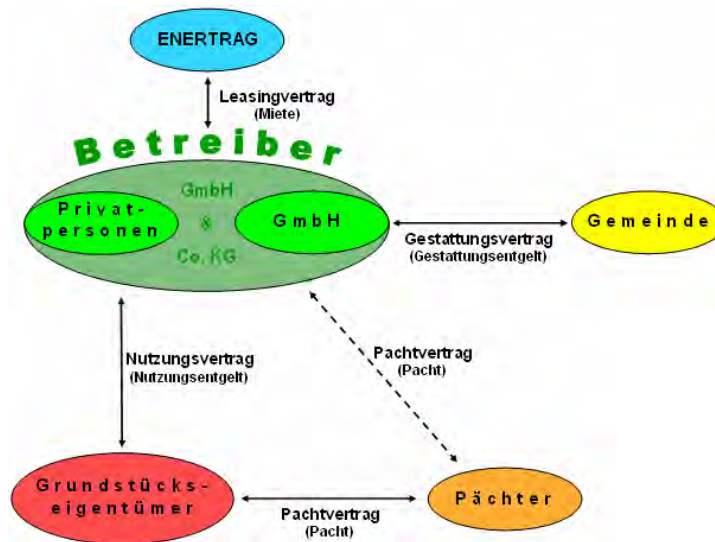 ENERTRAG
Leasingvertrag
(Miete)
Betreiber
GmbH
&
Co. KG
Privat-
personen
GmbH
Gemeinde
Gestattungsvertrag
(Gestattungsentgelt)
Nutzungsvertrag
(Nutzungsentgelt)
Pachtvertrag
(Pacht)
Grundstücks-
eigentümer
Pächter
Pachtvertrag
(Pacht)